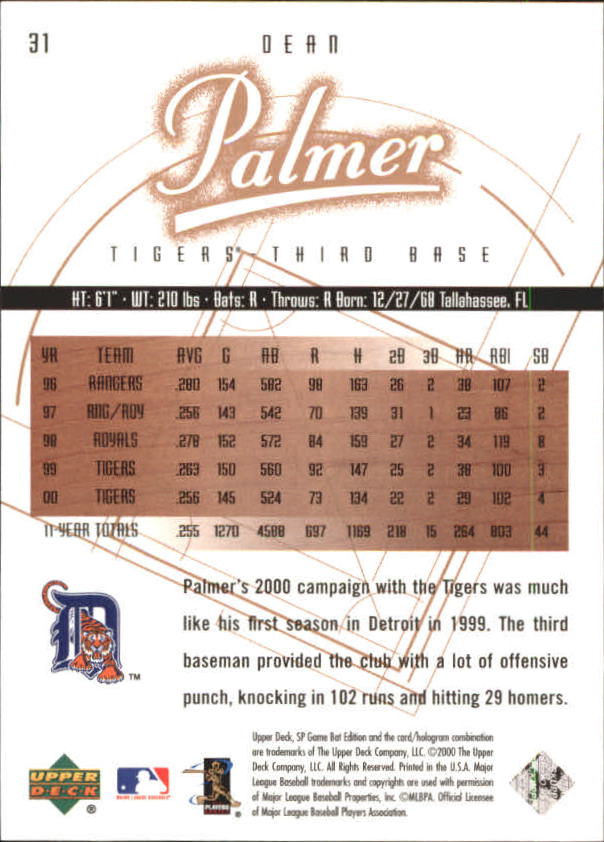 31
DEAN
Palmer
TIGERS® THIRD BASE
HT: 6'1" · WT: 210 lbs · Bats: R · Throws: R Born: 12/27/68 Tallahassee, FL
YR TEAM AVG G AB R H 2B 3B HR RBI SB
96 RANGERS .280 154 582 98 163 26 2 38 107 2
97 RNG/ROY .256 143 542 70 139 31 1 23 86 2
98 ROYALS .278 152 572 84 159 27 2 34 119 8
99 TIGERS .263 150 560 92 147 25 2 38 100 3
00 TIGERS .256 145 524 73 134 22 2 29 102 4
11-YEAR TOTALS .255 1270 4588 697 1169 218 15 264 803 44
Palmer's 2000 campaign with the Tigers was much
like his first season in Detroit in 1999. The third
baseman provided the club with a lot of offensive
punch, knocking in 102 runs and hitting 29 homers.
D
TM
Upper Deck, SP Game Bat Edition and the card/hologram combination
are trademarks of The Upper Deck Company, LLC. ©2000 The Upper
Deck Company, LLC. All Rights Reserved. Printed in the U.S.A. Major
League Baseball trademarks and copyrights are used with permission
of Major League Baseball Properties, Inc. ©MLBPA. Official Licensee
of Major League Baseball Players Association.
UPPER
DECK
®
MAJOR LEAGUE BASEBALL
PLAYERS